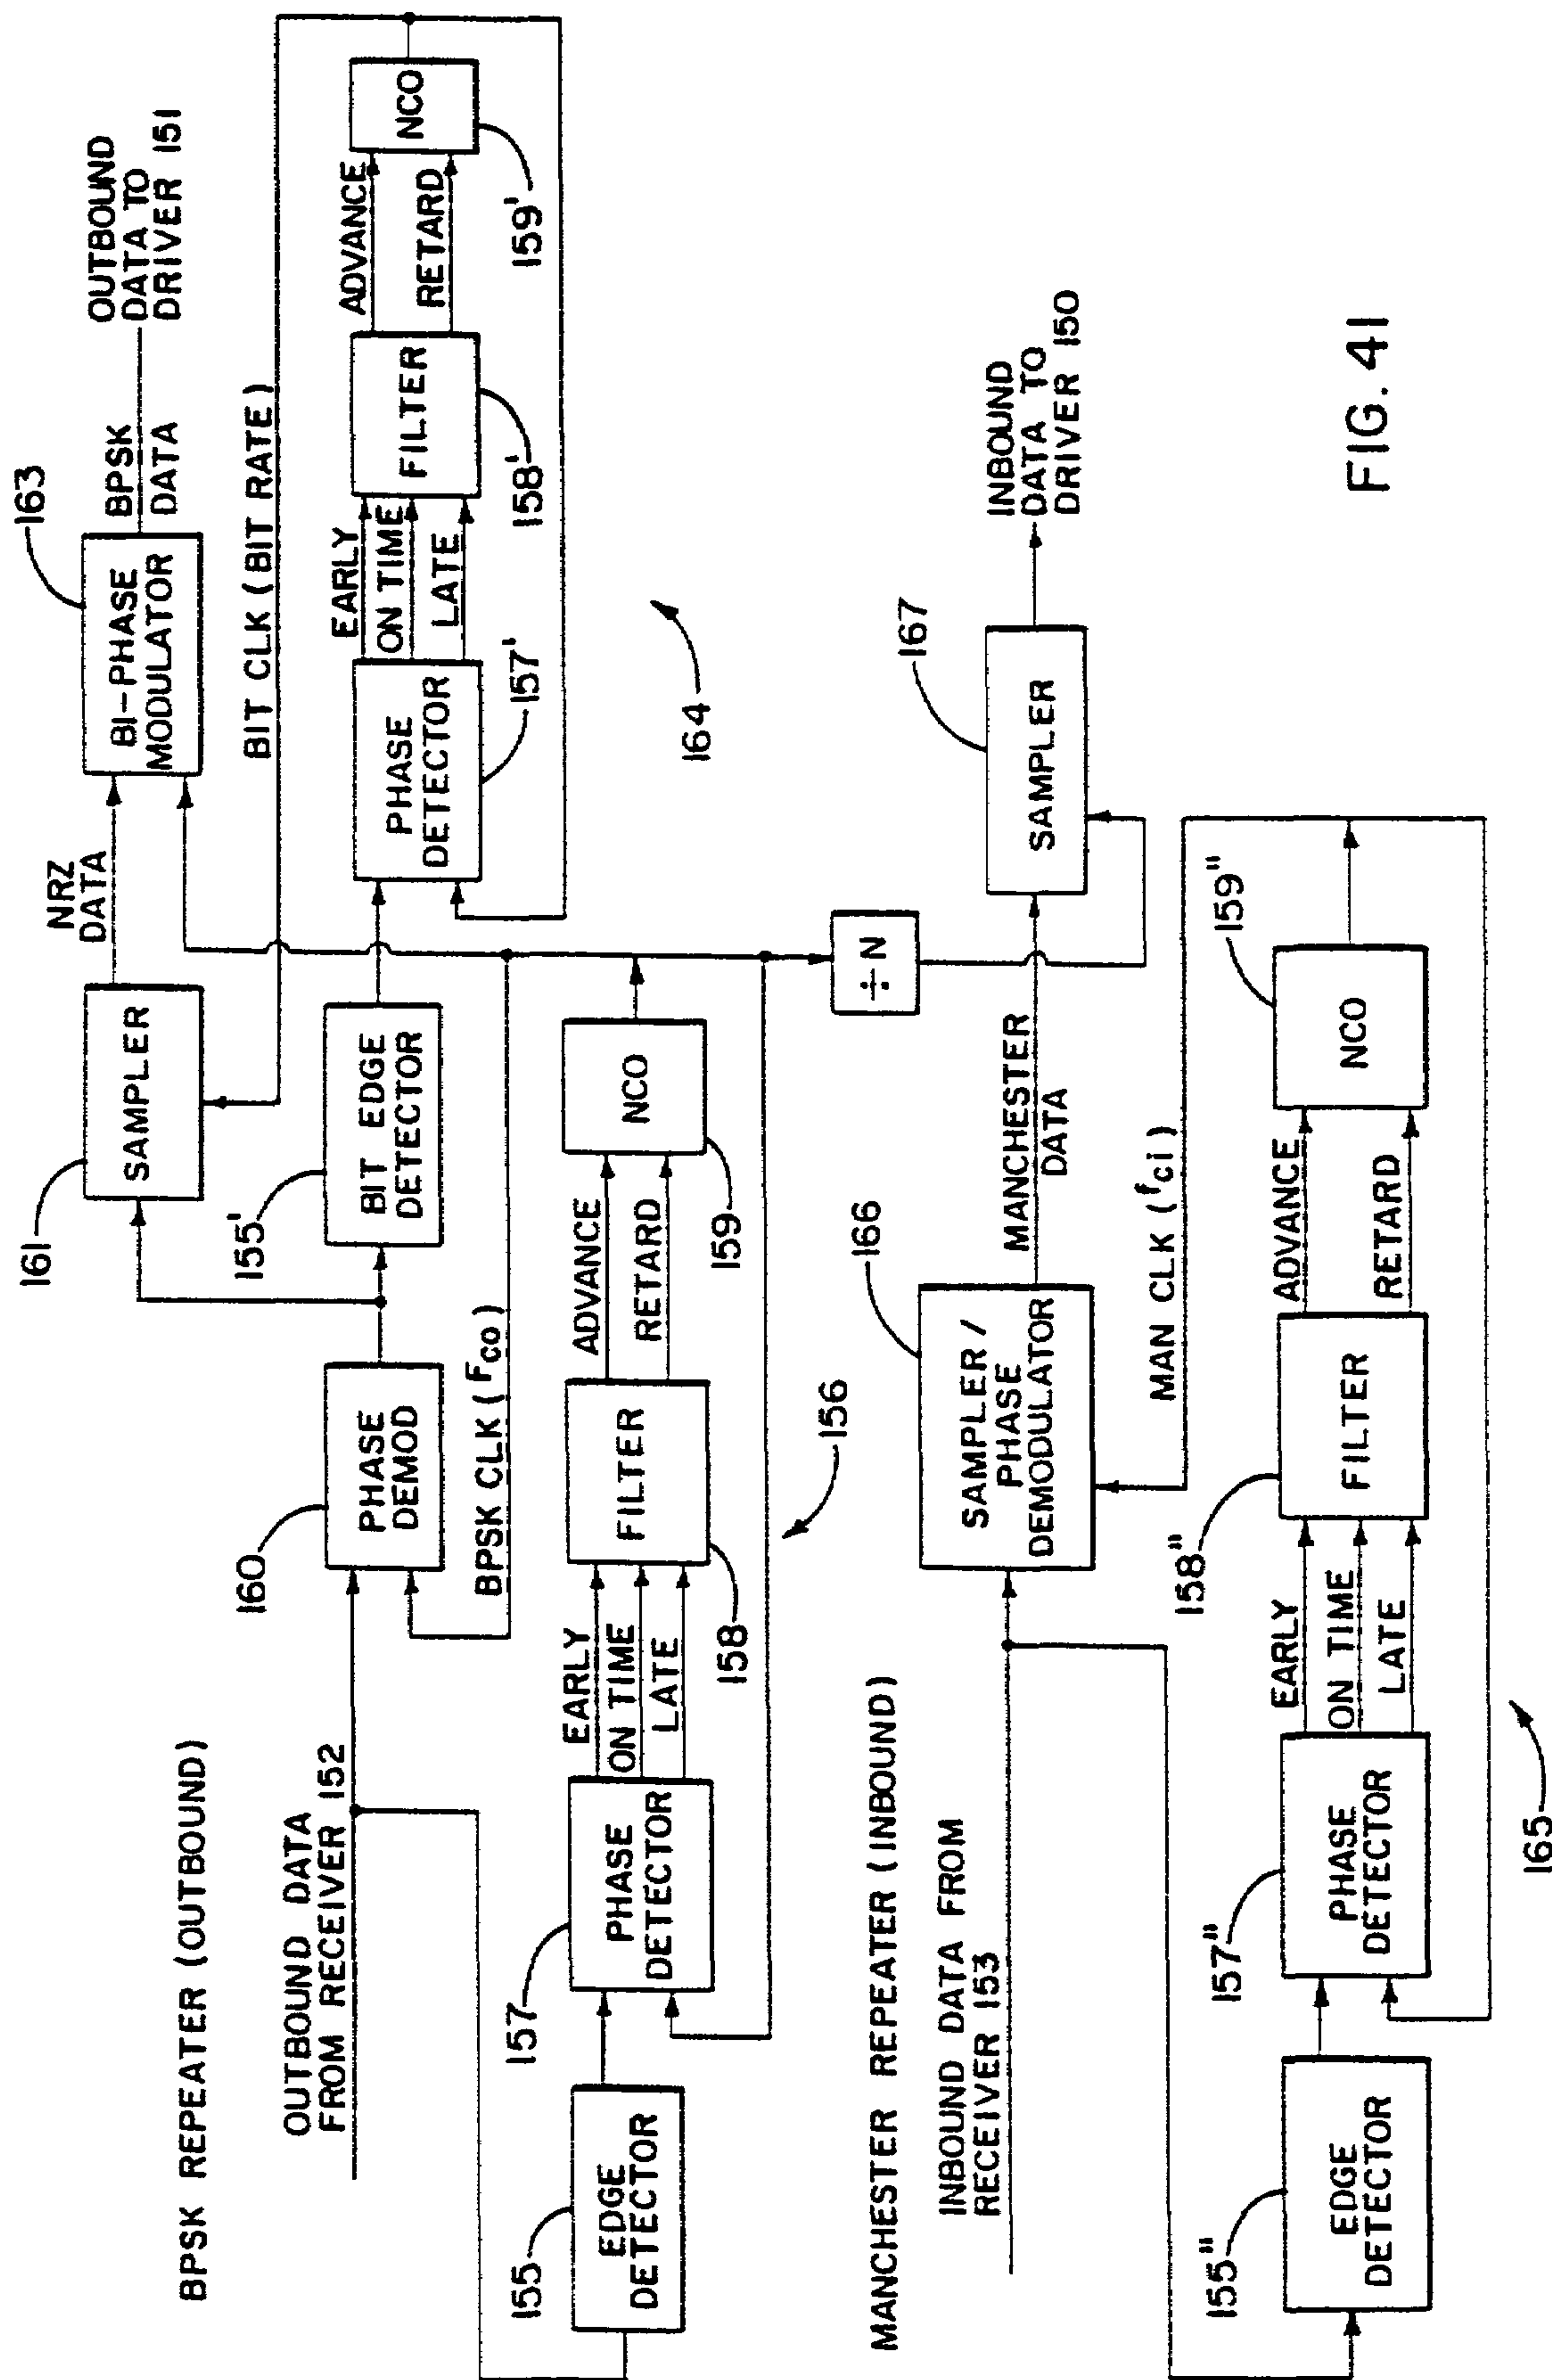 BPSK REPEATER (OUTBOUND)
OUTBOUND DATA
FROM RECEIVER 152
160
PHASE
DEMOD
161
SAMPLER
NRZ
DATA
163
BI-PHASE
MODULATOR
BPSK
DATA
OUTBOUND
DATA TO
DRIVER 151
155'
BIT EDGE
DETECTOR
BIT CLK (BIT RATE)
PHASE
DETECTOR
157'
EARLY
ON TIME
LATE
FILTER
158'
ADVANCE
RETARD
NCO
159'
164
BPSK CLK (Fco)
155
EDGE
DETECTOR
157
PHASE
DETECTOR
EARLY
ON TIME
LATE
FILTER
158
ADVANCE
RETARD
NCO
159
156
÷ N
MANCHESTER REPEATER (INBOUND)
INBOUND DATA FROM
RECEIVER 153
166
SAMPLER /
PHASE
DEMODULATOR
MANCHESTER
DATA
167
SAMPLER
INBOUND
DATA TO
DRIVER 150
MAN CLK (fci)
155"
EDGE
DETECTOR
157"
PHASE
DETECTOR
EARLY
ON TIME
LATE
158"
FILTER
ADVANCE
RETARD
159"
NCO
165
FIG. 41